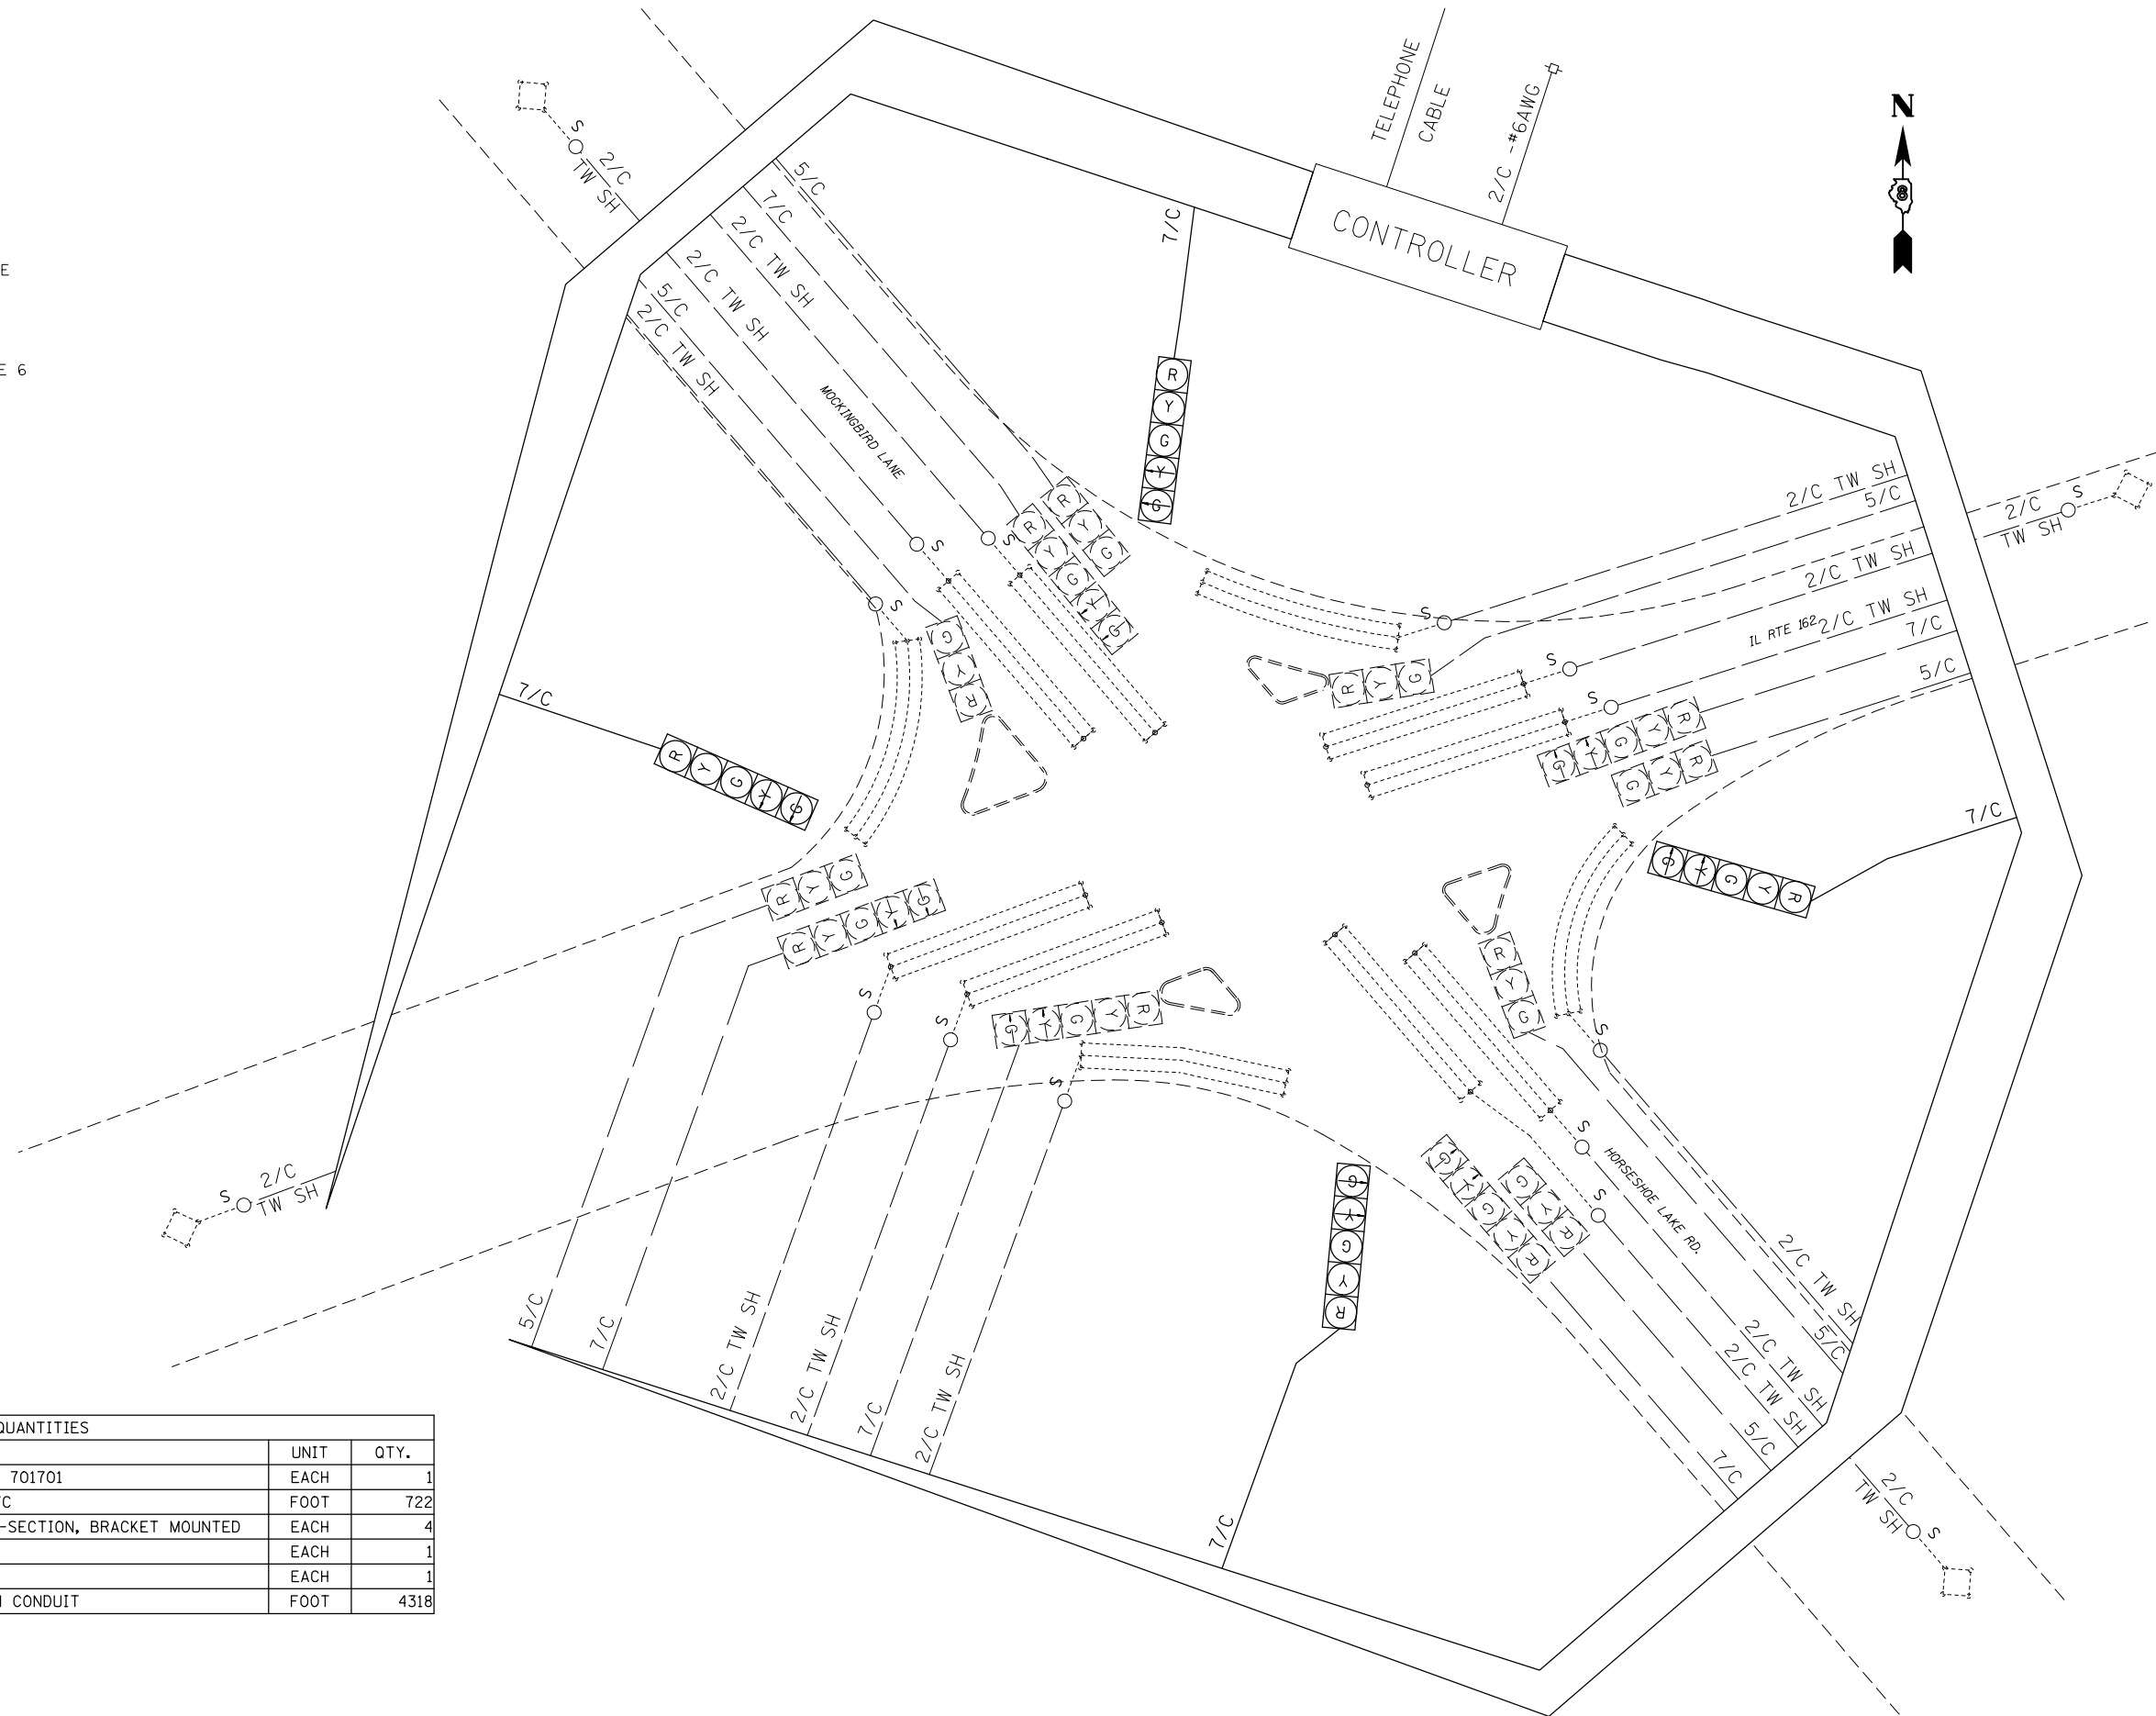 TELEPHONE
CABLE
2/C -#6AWG
N
8
CONTROLLER
S
2/C
TW SH
E
E 6
5/C
7/C
2/C TW SH
2/C TW SH
5/C
2/C TW SH
MOCKINGBIRD LANE
7/C
R
Y
G
Y
G
R
Y
G
R
Y
G
Y
G
S
S
S
G
Y
R
2/C TW SH
5/C
2/C TW SH
IL RTE 162
2/C TW SH
7/C
5/C
2/C
TW SH
S
S
S
S
R
Y
G
R
Y
G
Y
G
R
Y
G
7/C
R
Y
G
Y
G
7/C
R
Y
G
Y
G
R
Y
G
R
Y
G
Y
G
S
S
S
R
Y
G
Y
G
R
Y
G
S
S
S
HORSESHOE LAKE RD.
G
Y
G
Y
R
G
Y
R
G
Y
G
Y
R
7/C
S
2/C
TW SH
5/C
7/C
2/C TW SH
2/C TW SH
7/C
2/C TW SH
2/C TW SH
5/C
2/C TW SH
2/C TW SH
5/C
7/C
2/C
TW SH
S
QUANTITIES
UNIT QTY.
701701 EACH 1
/C FOOT 722
-SECTION, BRACKET MOUNTED EACH 4
EACH 1
EACH 1
CONDUIT FOOT 4318